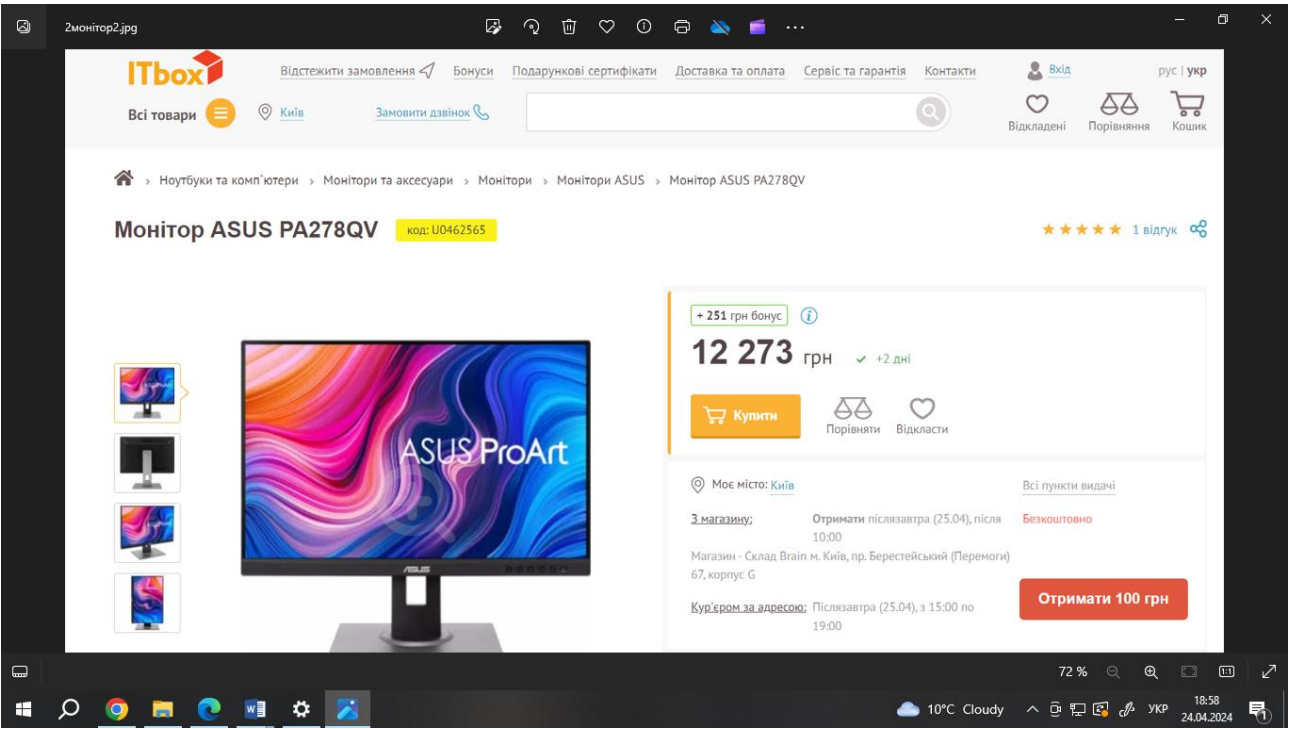 2монітор2.jpg
ITbox
Відстежити замовлення
Бонуси
Подарункові сертифікати
Доставка та оплата
Сервіс та гарантія
Контакти
Вхід
рус | укр
Всі товари
Київ
Замовити дзвінок
Відкладені
Порівняння
Кошик
Ноутбуки та комп`ютери > Монітори та аксесуари > Монітори > Монітори ASUS > Монітор ASUS PA278QV
Монітор ASUS PA278QV
код: U0462565
1 відгук
+ 251 грн бонус
12 273 грн
+2 дні
Купити
Порівняти
Відкласти
ASUS ProArt
ASUS
Моє місто: Київ
Всі пункти видачі
З магазину:
Отримати післязавтра (25.04), після
10:00
Безкоштовно
Магазин - Склад Brain м. Київ, пр. Берестейський (Перемоги)
67, корпус G
Кур'єром за адресою:
Післязавтра (25.04), з 15:00 по
19:00
Отримати 100 грн
72 %
1:1
10°C Cloudy
УКР
18:58
24.04.2024
1